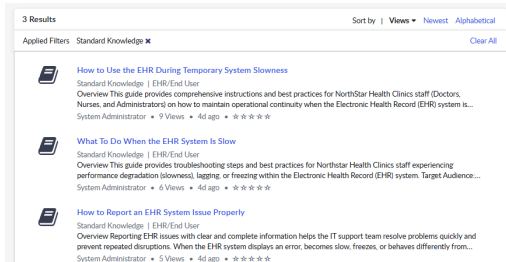 3 Results
Sort by | Views ▾ Newest Alphabetical
Applied Filters Standard Knowledge ✖ Clear All
How to Use the EHR During Temporary System Slowness
Standard Knowledge | EHR/End User
Overview This guide provides comprehensive instructions and best practices for NorthStar Health Clinics staff (Doctors,
Nurses, and Administrators) on how to maintain operational continuity when the Electronic Health Record (EHR) system is...
System Administrator • 9 Views • 4d ago • ☆☆☆☆☆
What To Do When the EHR System Is Slow
Standard Knowledge | EHR/End User
Overview This guide provides troubleshooting steps and best practices for Northstar Health Clinics staff experiencing
performance degradation (slowness), lagging, or freezing within the Electronic Health Record (EHR) system. Target Audience:...
System Administrator • 6 Views • 4d ago • ☆☆☆☆☆
How to Report an EHR System Issue Properly
Standard Knowledge | EHR/End User
Overview Reporting EHR issues with clear and complete information helps the IT support team resolve problems quickly and
prevent repeated disruptions. When the EHR system displays an error, becomes slow, freezes, or behaves differently from...
System Administrator • 5 Views • 4d ago • ☆☆☆☆☆